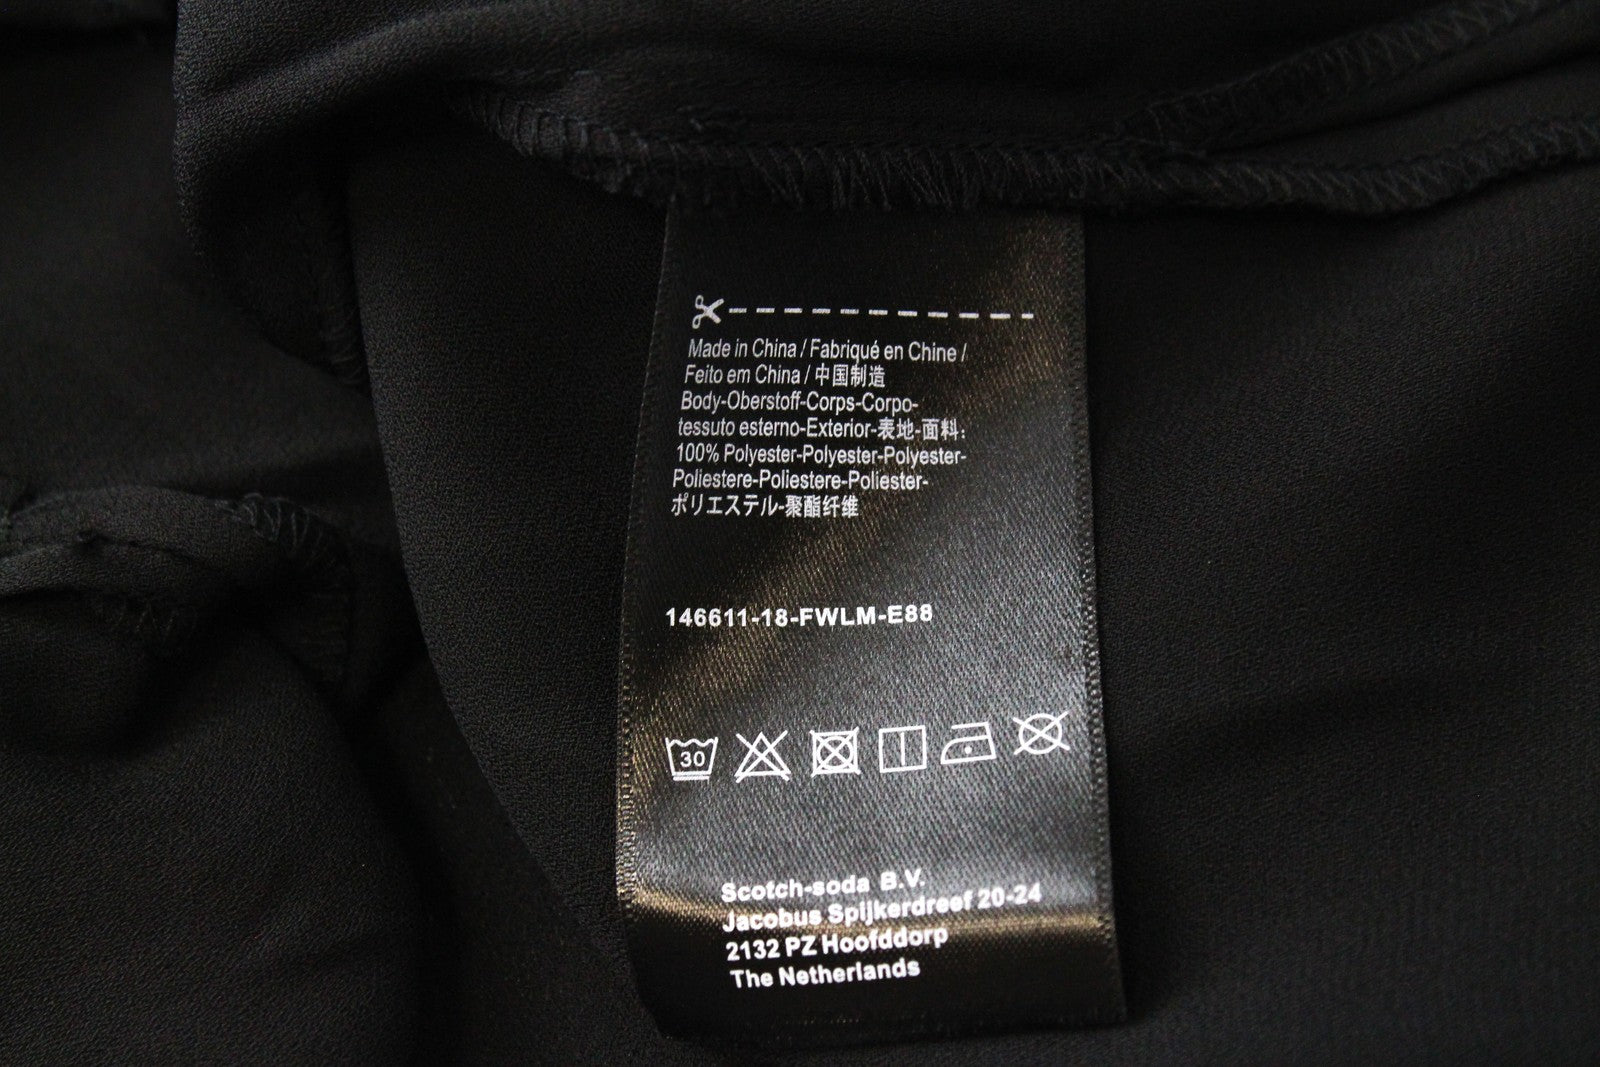 Made in China / Fabriqué en Chine /
Feito em China / 中国制造
Body-Oberstoff-Corps-Corpo-
tessuto esterno-Exterior-表地-面料:
100% Polyester-Polyester-Polyester-
Poliestere-Poliestere-Poliester-
ポリエステル-聚酯纤维
146611-18-FWLM-E88
30
Scotch-soda B.V.
Jacobus Spijkerdreef 20-24
2132 PZ Hoofddorp
The Netherlands